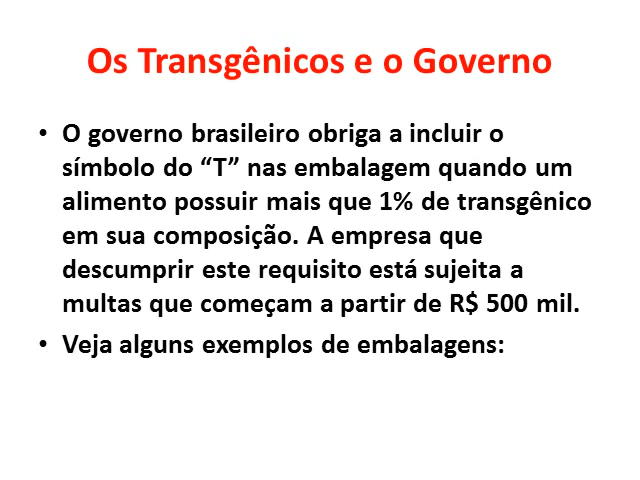 Os Transgênicos e o Governo
• O governo brasileiro obriga a incluir o
símbolo do “T” nas embalagem quando um
alimento possuir mais que 1% de transgênico
em sua composição. A empresa que
descumprir este requisito está sujeita a
multas que começam a partir de R$ 500 mil.
• Veja alguns exemplos de embalagens: